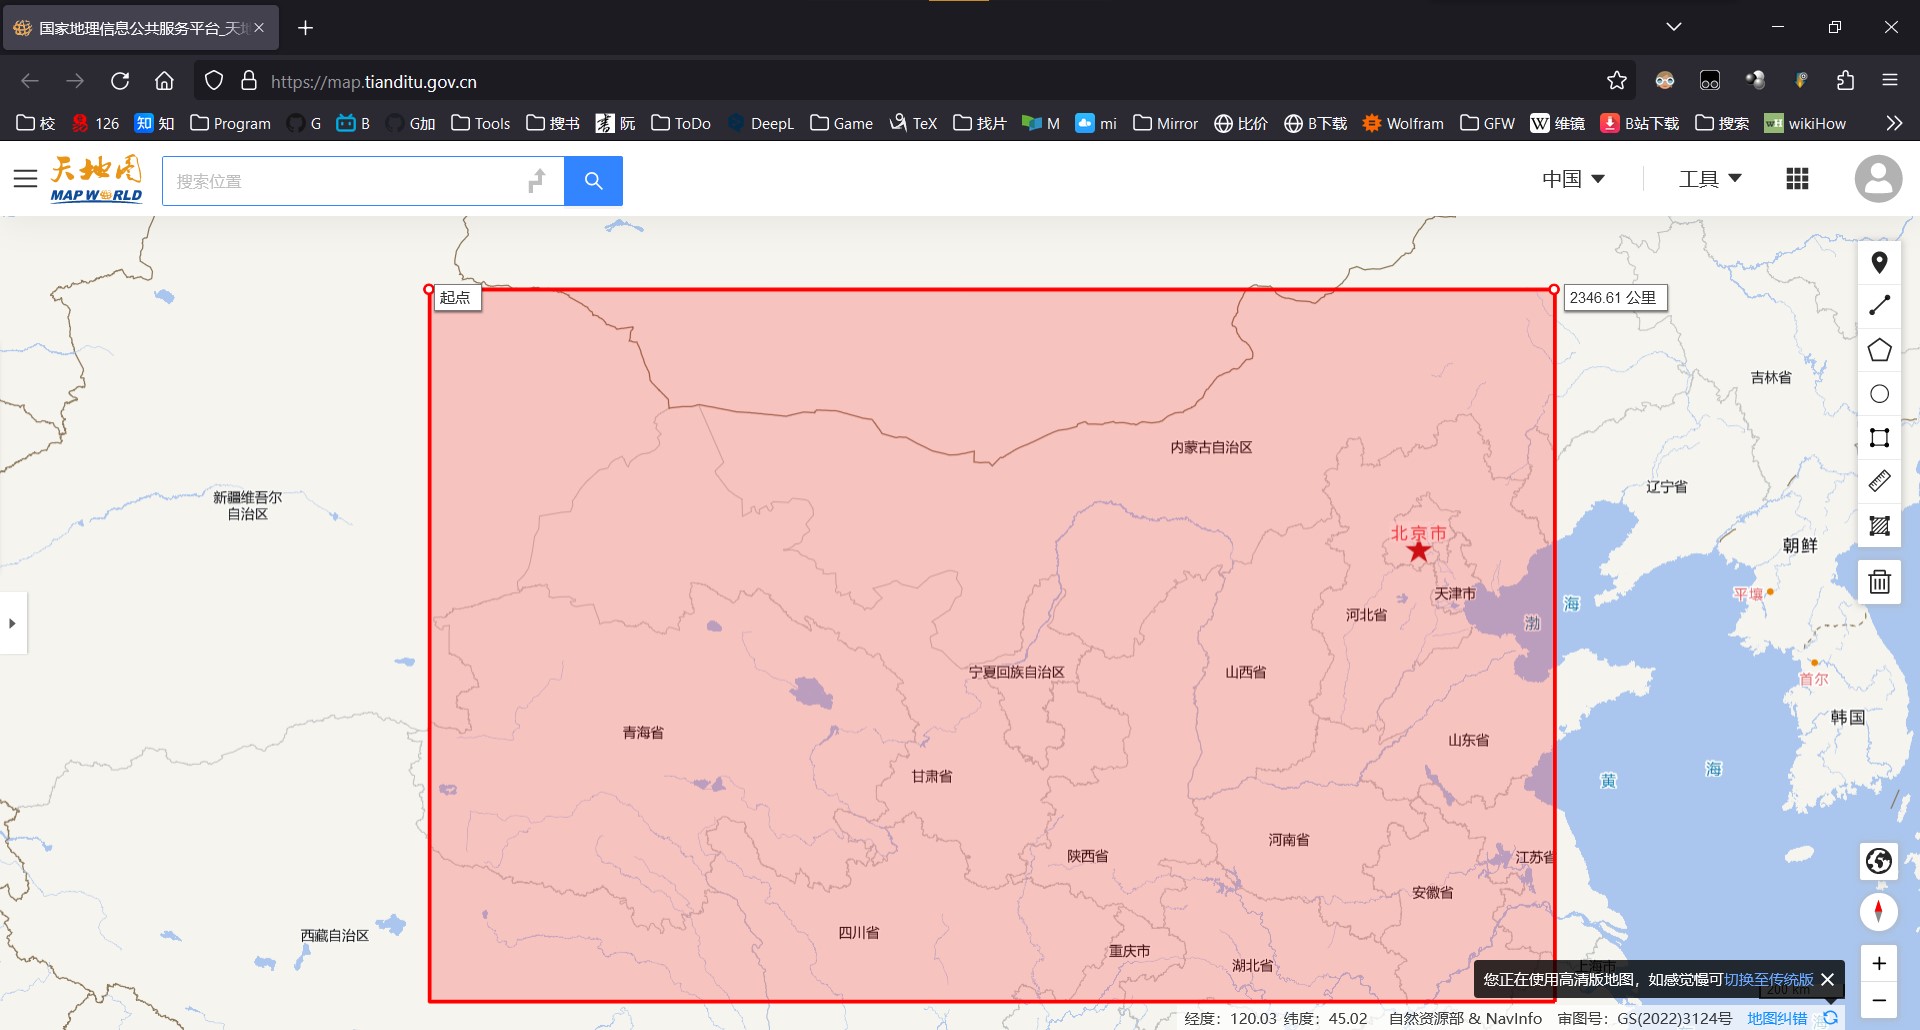 国家地理信息公共服务平台_天地
https://map.tianditu.gov.cn
校
126
知 知
Program
G
B
G加
Tools
搜书
书 阮
ToDo
DeepL
Game
TeX
找片
M
mi
Mirror
比价
B下载
Wolfram
GFW
W 维镜
B站下载
搜索
wH wikiHow
天地图
MAP WORLD
搜索位置
中国
工具
起点
2346.61 公里
吉林省
内蒙古自治区
辽宁省
新疆维吾尔
自治区
北京市
朝鲜
天津市
平壤
海
河北省
渤
宁夏回族自治区
山西省
首尔
韩国
青海省
山东省
海
甘肃省
黄
河南省
陕西省
江苏省
安徽省
四川省
西藏自治区
重庆市
湖北省
上海市
您正在使用高清版地图，如感觉慢可切换至传统版
200 km
经度：120.03 纬度：45.02 自然资源部 & NavInfo 审图号：GS(2022)3124号 地图纠错
海